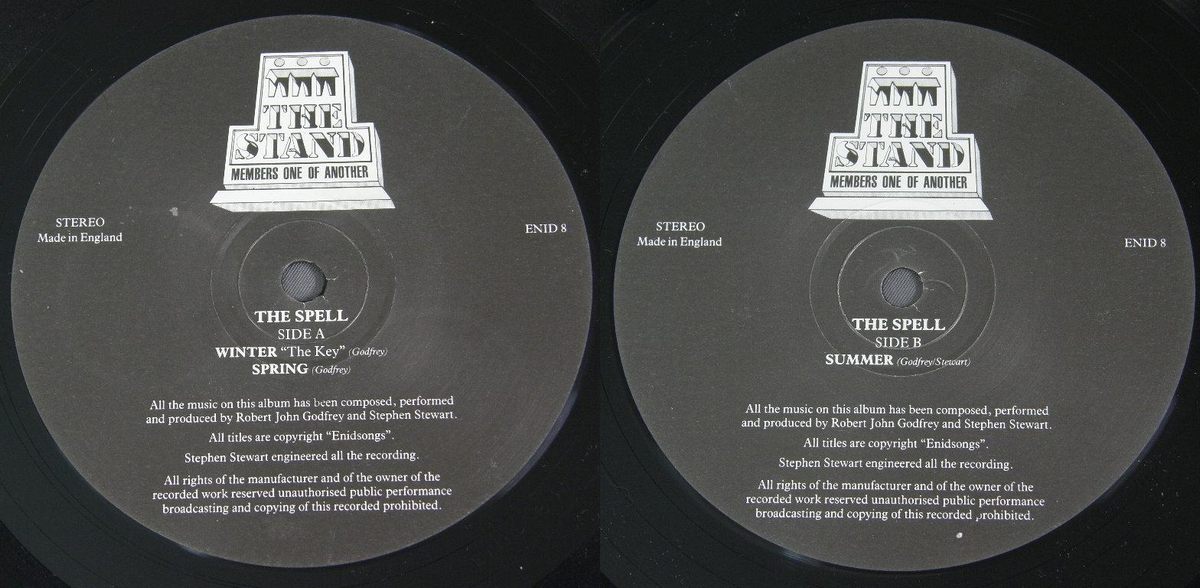 THE
STAND
MEMBERS ONE OF ANOTHER
STEREO
Made in England
ENID 8
THE SPELL
SIDE A
WINTER “The Key” (Godfrey)
SPRING (Godfrey)
All the music on this album has been composed, performed
and produced by Robert John Godfrey and Stephen Stewart.
All titles are copyright “Enidsongs”.
Stephen Stewart engineered all the recording.
All rights of the manufacturer and of the owner of the
recorded work reserved unauthorised public performance
broadcasting and copying of this recorded prohibited.
THE
STAND
MEMBERS ONE OF ANOTHER
STEREO
Made in England
ENID 8
THE SPELL
SIDE B
SUMMER (Godfrey/Stewart)
All the music on this album has been composed, performed
and produced by Robert John Godfrey and Stephen Stewart.
All titles are copyright “Enidsongs”.
Stephen Stewart engineered all the recording.
All rights of the manufacturer and of the owner of the
recorded work reserved unauthorised public performance
broadcasting and copying of this recorded prohibited.